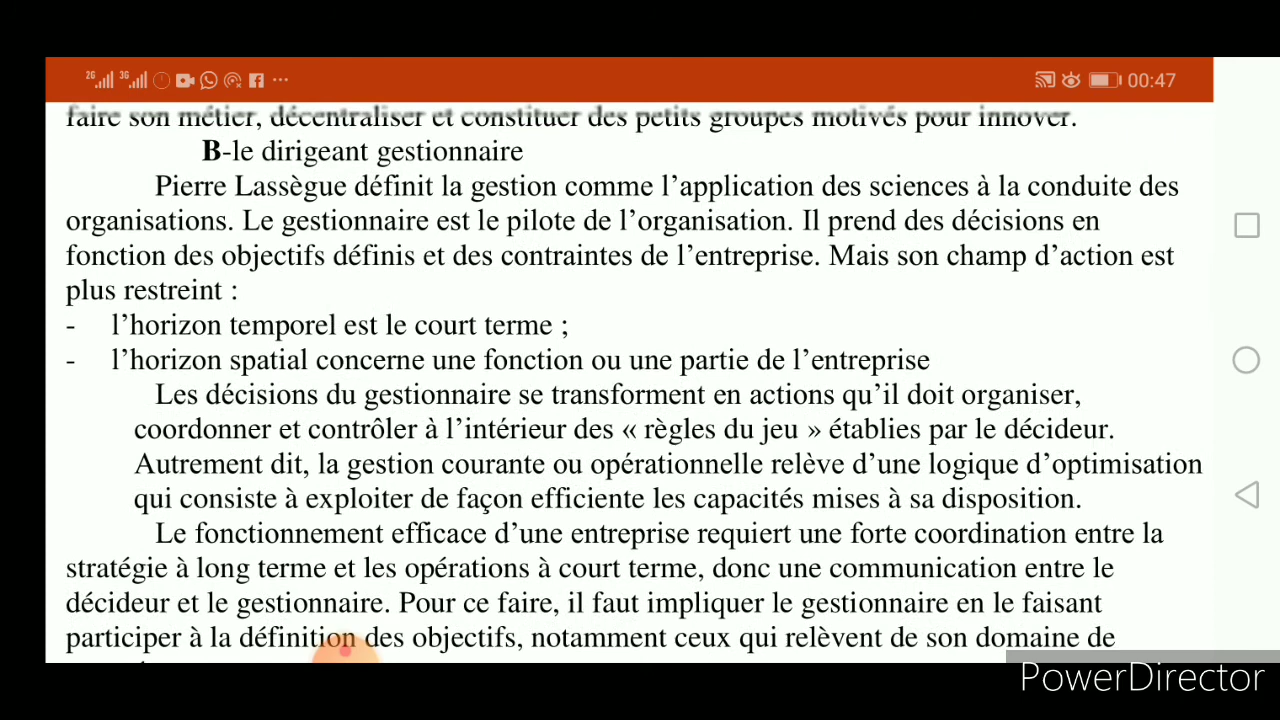 2G 3G 00:47
faire son métier, décentraliser et constituer des petits groupes motivés pour innover.
B-le dirigeant gestionnaire
Pierre Lassègue définit la gestion comme l’application des sciences à la conduite des
organisations. Le gestionnaire est le pilote de l’organisation. Il prend des décisions en
fonction des objectifs définis et des contraintes de l’entreprise. Mais son champ d’action est
plus restreint :
- l’horizon temporel est le court terme ;
- l’horizon spatial concerne une fonction ou une partie de l’entreprise
Les décisions du gestionnaire se transforment en actions qu’il doit organiser,
coordonner et contrôler à l’intérieur des « règles du jeu » établies par le décideur.
Autrement dit, la gestion courante ou opérationnelle relève d’une logique d’optimisation
qui consiste à exploiter de façon efficiente les capacités mises à sa disposition.
Le fonctionnement efficace d’une entreprise requiert une forte coordination entre la
stratégie à long terme et les opérations à court terme, donc une communication entre le
décideur et le gestionnaire. Pour ce faire, il faut impliquer le gestionnaire en le faisant
participer à la définition des objectifs, notamment ceux qui relèvent de son domaine de
PowerDirector